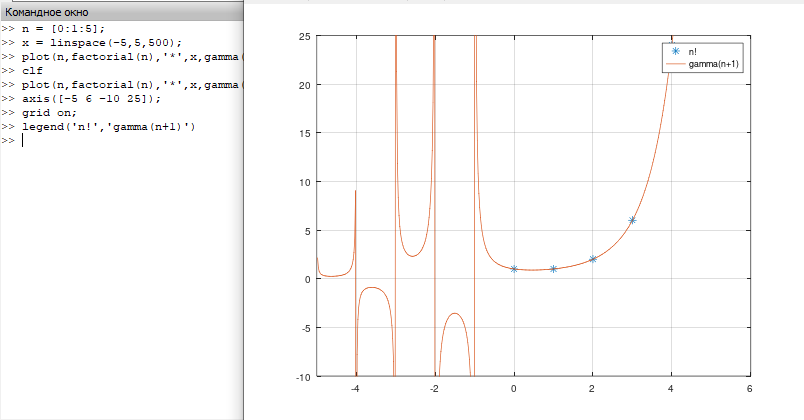 Командное окно
>> n = [0:1:5];
>> x = linspace(-5,5,500);
>> plot(n,factorial(n),'*',x,gamma(
>> clf
>> plot(n,factorial(n),'*',x,gamma(
>> axis([-5 6 -10 25]);
>> grid on;
>> legend('n!','gamma(n+1)')
>>
25
20
15
10
5
0
-5
-10
-4
-2
0
2
4
6
n!
gamma(n+1)